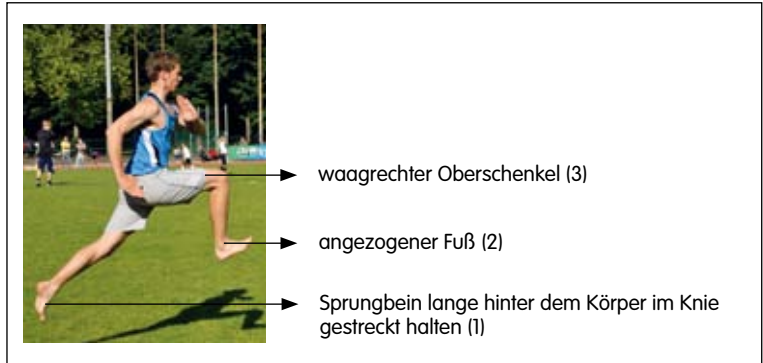 waagrechter Oberschenkel (3)
angezogener Fuß (2)
Sprungbein lange hinter dem Körper im Knie
gestreckt halten (1)